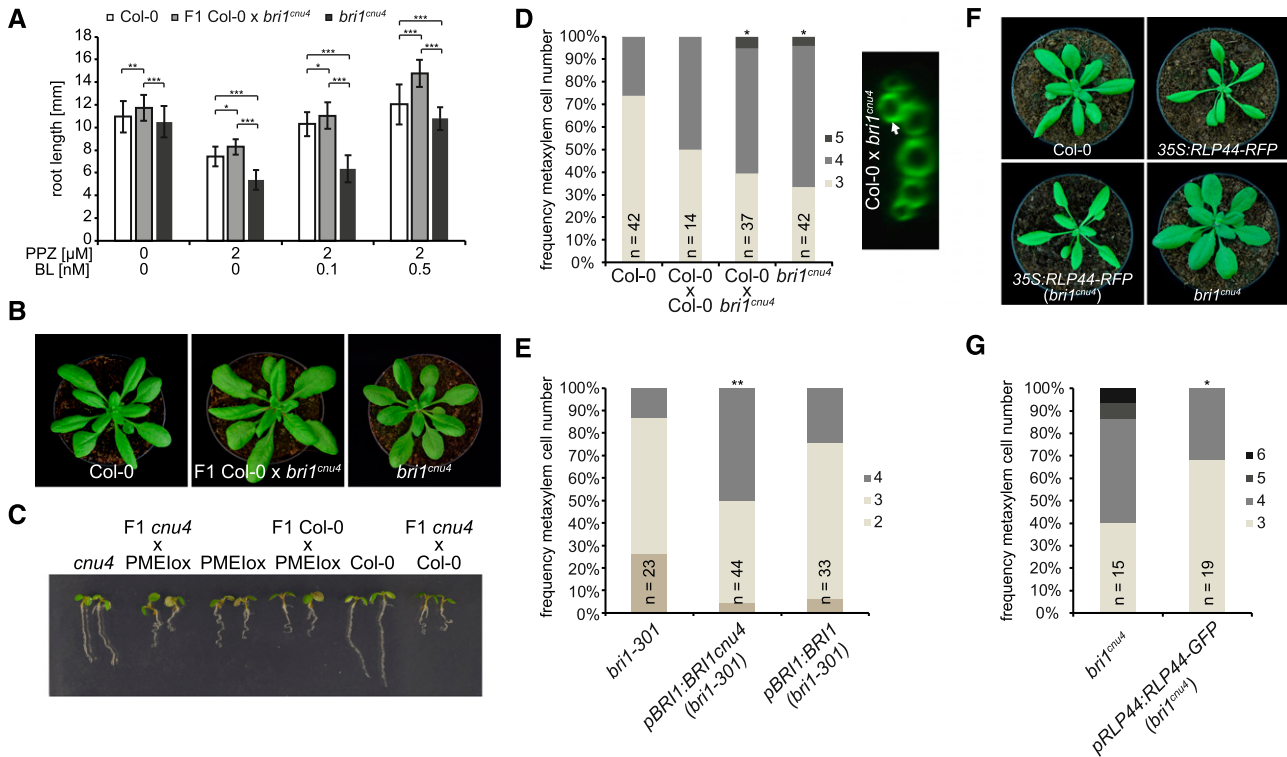 A
Col-0 F1 Col-0 x bri1cnu4 bri1cnu4
root length [mm]
18
16
14
12
10
8
6
4
2
0
** ***
* *** ***
* *** ***
*** *** ***
PPZ [µM] 0 2 2 2
BL [nM] 0 0 0.1 0.5
B
Col-0
F1 Col-0 x bri1cnu4
bri1cnu4
C
F1 cnu4 F1 Col-0 F1 cnu4
x x x
cnu4 PMEIox PMEIox PMEIox Col-0 Col-0
D
frequency metaxylem cell number
100%
90%
80%
70%
60%
50%
40%
30%
20%
10%
0%
* *
n = 42
n = 14
n = 37
n = 42
Col-0 Col-0 Col-0 bri1cnu4
x x
Col-0 bri1cnu4
5
4
3
Col-0 x bri1cnu4
E
frequency metaxylem cell number
100%
90%
80%
70%
60%
50%
40%
30%
20%
10%
0%
**
n = 23
n = 44
n = 33
bri1-301
pBRI1:BRI1cnu4
(bri1-301)
pBRI1:BRI1
(bri1-301)
4
3
2
F
Col-0
35S:RLP44-RFP
35S:RLP44-RFP
(bri1cnu4)
bri1cnu4
G
frequency metaxylem cell number
100%
90%
80%
70%
60%
50%
40%
30%
20%
10%
0%
*
n = 15
n = 19
bri1cnu4
pRLP44:RLP44-GFP
(bri1cnu4)
6
5
4
3